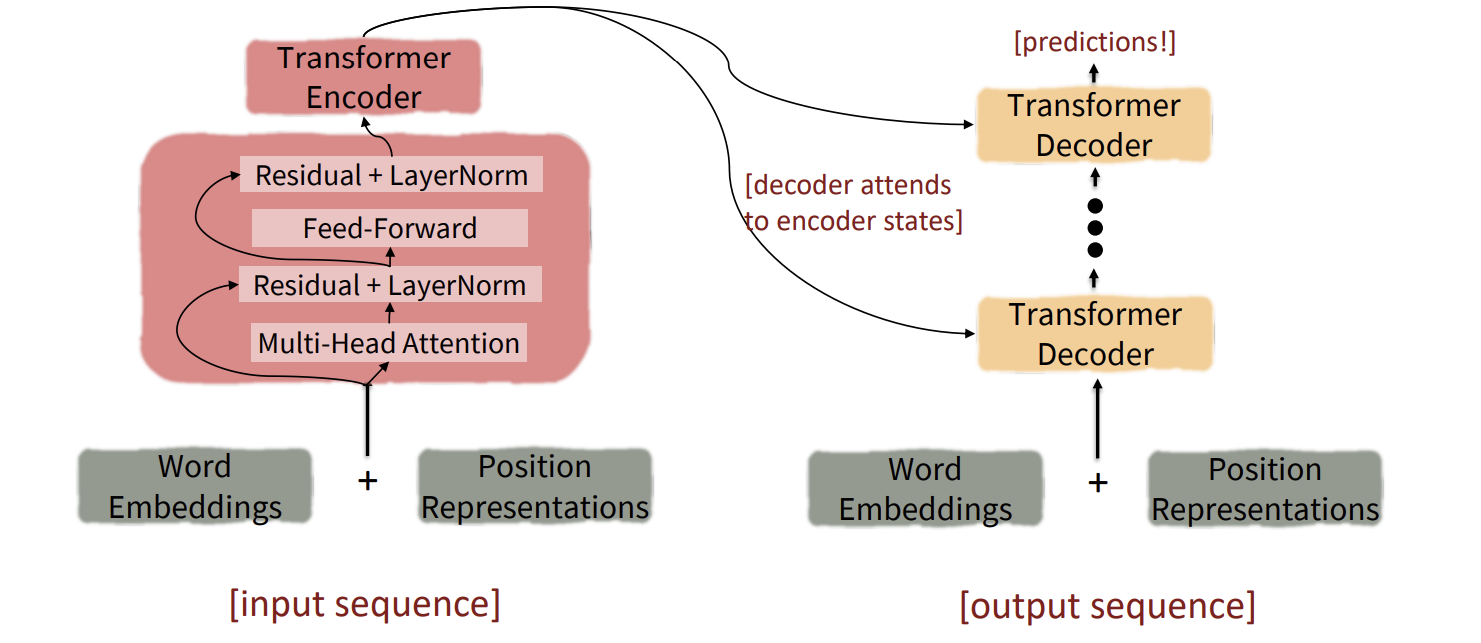 Transformer
Encoder
Residual + LayerNorm
Feed-Forward
Residual + LayerNorm
Multi-Head Attention
Word
Embeddings
+
Position
Representations
[input sequence]
[predictions!]
Transformer
Decoder
[decoder attends
to encoder states]
Transformer
Decoder
Word
Embeddings
+
Position
Representations
[output sequence]